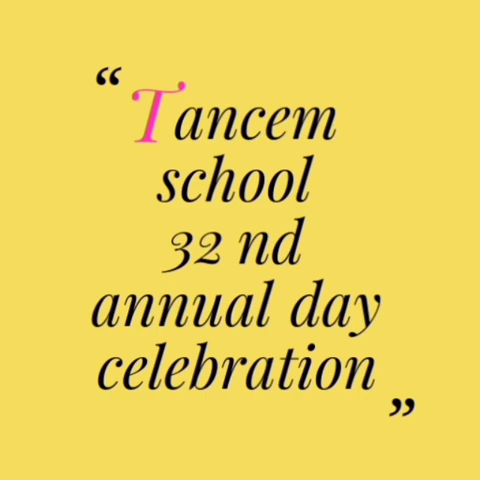 “ Tancem
school
32 nd
annual day
celebration ”